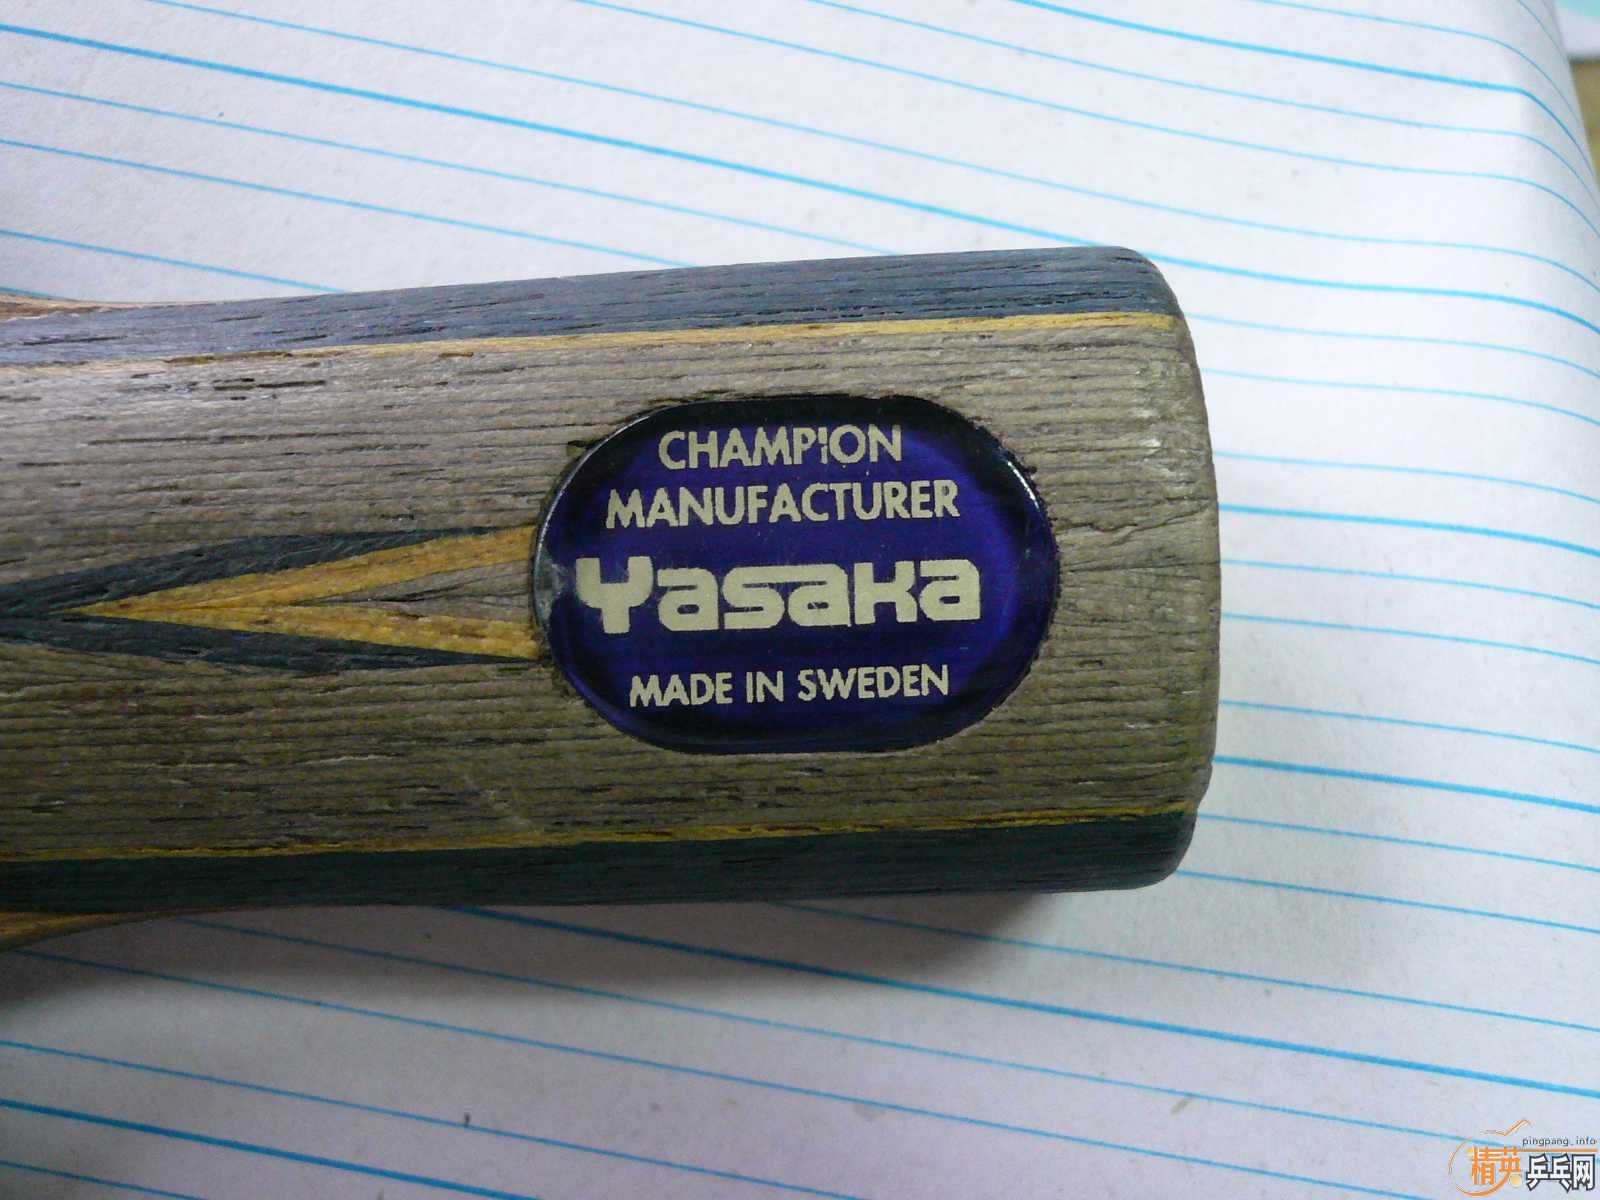 CHAMPION
MANUFACTURER
Yasaka
MADE IN SWEDEN
pingpang.info
精英乒乓网